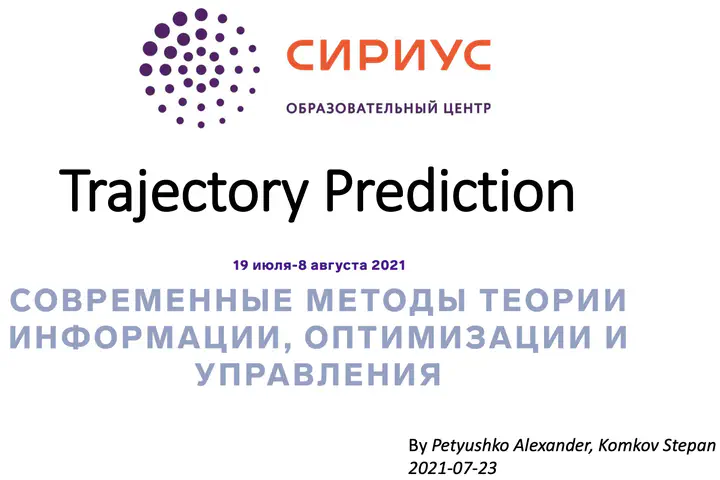 СИРИУС
ОБРАЗОВАТЕЛЬНЫЙ ЦЕНТР
Trajectory Prediction
19 июля-8 августа 2021
СОВРЕМЕННЫЕ МЕТОДЫ ТЕОРИИ
ИНФОРМАЦИИ, ОПТИМИЗАЦИИ И
УПРАВЛЕНИЯ
By Petyushko Alexander, Komkov Stepan
2021-07-23